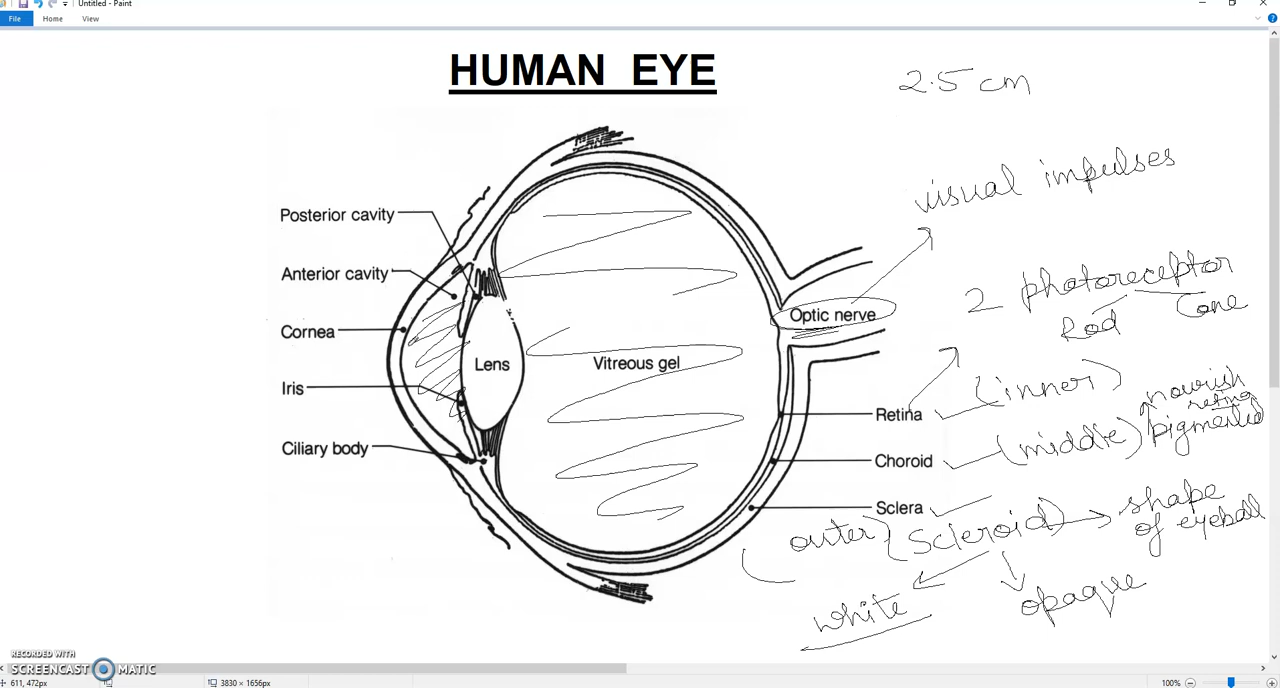 Untitled - Paint
File Home View
HUMAN EYE
2.5 cm
visual impulses
Posterior cavity
Anterior cavity
2 photoreceptor
Rod Cone
Optic nerve
Cornea
Lens
Vitreous gel
Iris
Retina (inner)
nourish
retina
pigmented
Ciliary body
Choroid (middle)
Sclera
shape
of eyeball
outer (scleroid)
white
opaque
RECORDED WITH
SCREENCAST MATIC
611, 472px
3830 × 1656px
100%